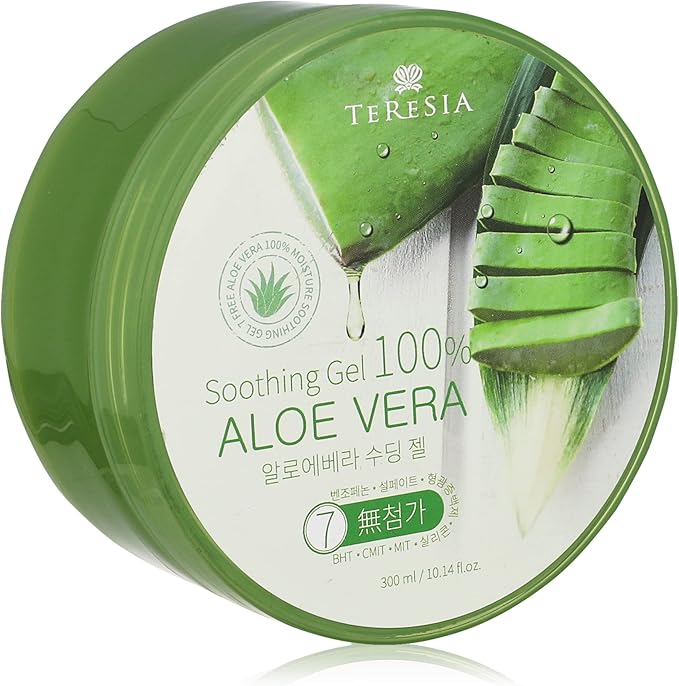 TERESIA
7 FREE ALOE VERA 100% MOISTURE SOOTHING GEL
Soothing Gel 100%
ALOE VERA
알로에베라 수딩 젤
벤조페논 • 설페이트 • 형광증백제
7 無첨가
BHT • CMIT • MIT • 실리콘
300 ml / 10.14 fl.oz.